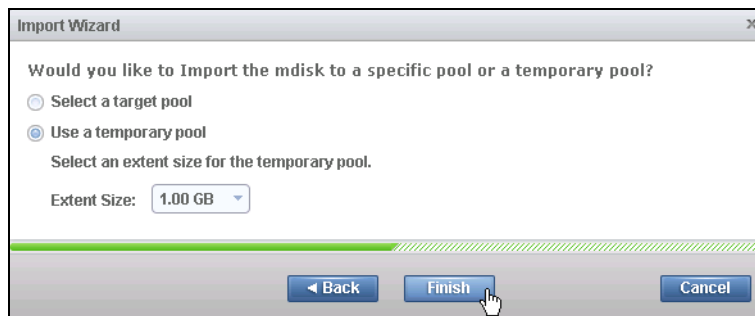 Import Wizard
Would you like to Import the mdisk to a specific pool or a temporary pool?
Select a target pool
Use a temporary pool
Select an extent size for the temporary pool.
Extent Size: 1.00 GB
Back Finish Cancel